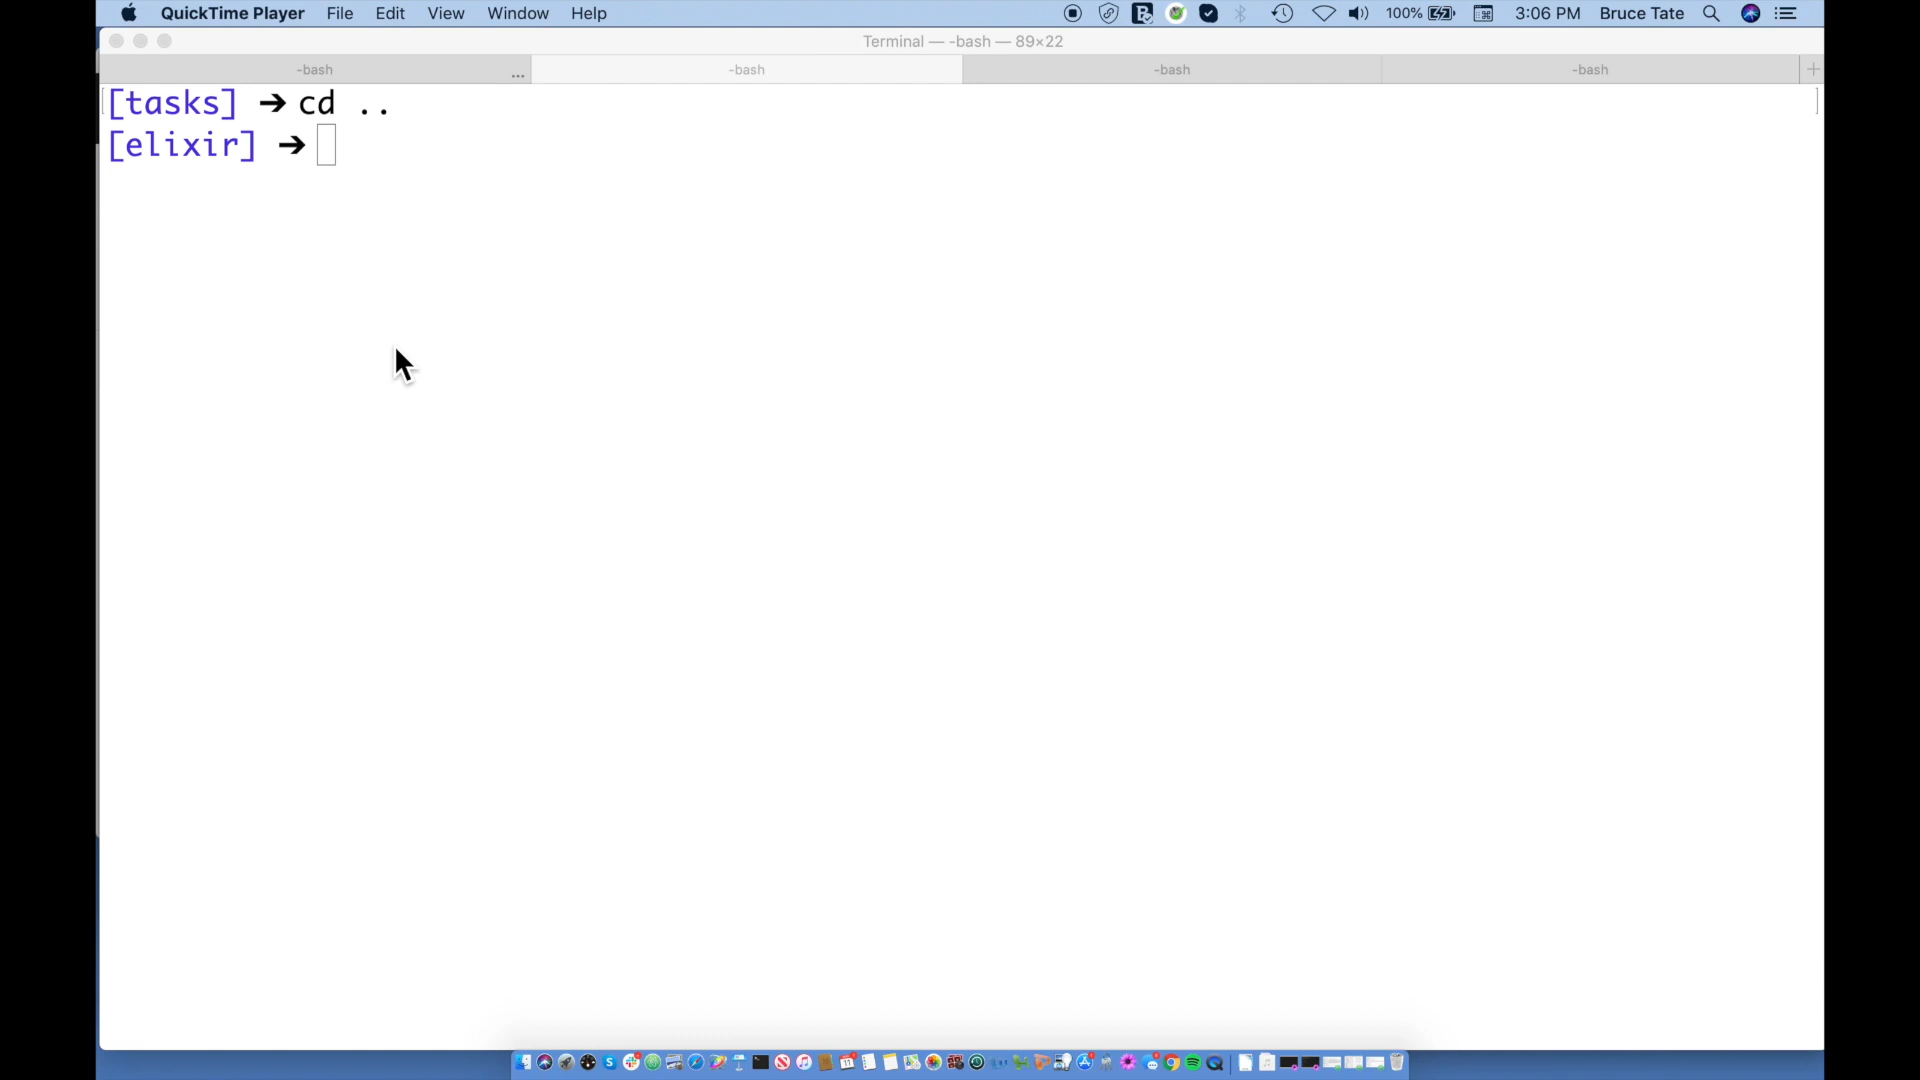 QuickTime Player File Edit View Window Help 100% 3:06 PM Bruce Tate
Terminal — -bash — 89×22
-bash ... -bash -bash -bash +
[tasks] ➔ cd ..
[elixir] ➔